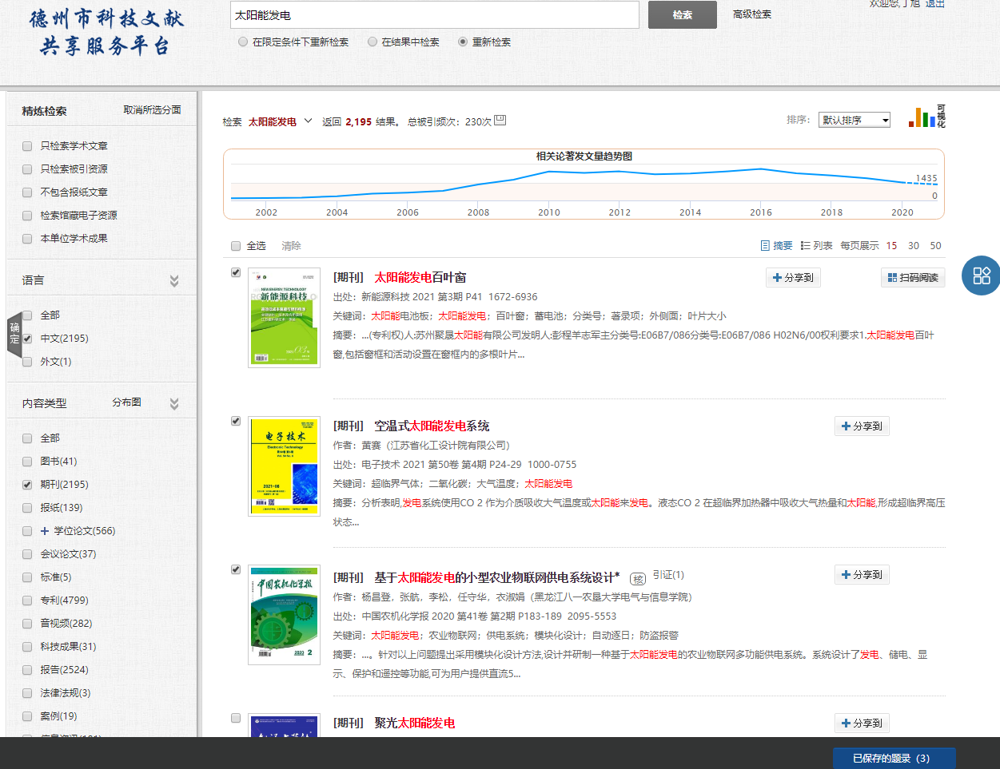 德州市科技文献
共享服务平台
太阳能发电
检索
高级检索
欢迎您,丁旭 退出
在限定条件下重新检索 在结果中检索 重新检索
精炼检索 取消所选分面
只检索学术文章
只检索被引资源
不包含报纸文章
检索馆藏电子资源
本单位学术成果
语言
全部
中文(2195)
外文(1)
确定
内容类型 分布图
全部
图书(41)
期刊(2195)
报纸(139)
学位论文(566)
会议论文(37)
标准(5)
专利(4799)
音视频(282)
科技成果(31)
报告(2524)
法律法规(3)
案例(19)
检索 太阳能发电 返回 2,195 结果。 总被引频次：230次
排序： 默认排序
可视化
相关论著发文量趋势图
1435
0
2002 2004 2006 2008 2010 2012 2014 2016 2018 2020
全选 清除
摘要 列表 每页展示 15 30 50
[期刊] 太阳能发电百叶窗
分享到 扫码阅读
出处：新能源科技 2021 第3期 P41 1672-6936
关键词：太阳能电池板；太阳能发电；百叶窗；蓄电池；分类号；著录项；外侧面；叶片大小
摘要：...(专利权)人:苏州聚晟太阳能有限公司发明人:彭程羊志军主分类号:E06B7/086分类号:E06B7/086 H02N6/00权利要求1.太阳能发电百叶
窗,包括窗框和活动设置在窗框内的多根叶片...
NEW ENERGY TECHNOLOGY
新能源科技
[期刊] 空温式太阳能发电系统
分享到
作者：黄赛（江苏省化工设计院有限公司）
出处：电子技术 2021 第50卷 第4期 P24-29 1000-0755
关键词：超临界气体；二氧化碳；大气温度；太阳能发电
摘要：分析表明,发电系统使用CO 2 作为介质吸收大气温度或太阳能来发电。液态CO 2 在超临界加热器中吸收大气热量和太阳能,形成超临界高压
状态...
电子技术
Electronic Technology
[期刊] 基于太阳能发电的小型农业物联网供电系统设计* 核 引证(1)
分享到
作者：杨昌登，张航，李松，任守华，衣淑娟（黑龙江八一农垦大学电气与信息学院）
出处：中国农机化学报 2020 第41卷 第2期 P183-189 2095-5553
关键词：太阳能发电；农业物联网；供电系统；模块化设计；自动逐日；防盗报警
摘要：...。针对以上问题提出采用模块化设计方法,设计并研制一种基于太阳能发电的农业物联网多功能供电系统。系统设计了发电、储电、显
示、保护和遥控等功能,可为用户提供直流5...
中国农机化学报
2020 2
[期刊] 聚光太阳能发电
分享到
已保存的题录（3）